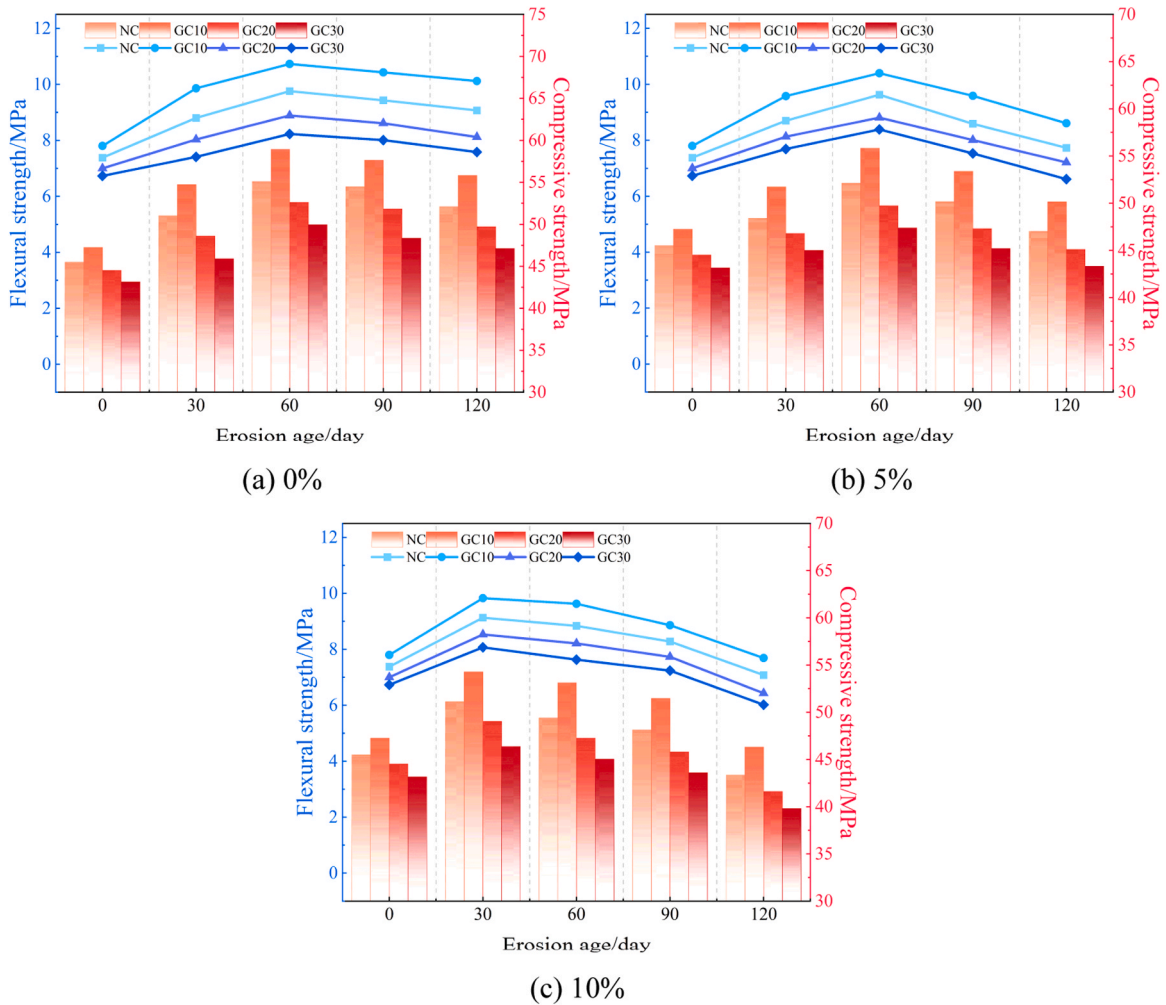 NC GC10 GC20 GC30
NC GC10 GC20 GC30
Flexural strength/MPa
12
10
8
6
4
2
0
75
70
65
60
55
50
45
40
35
30
Compressive strength/MPa
0 30 60 90 120
Erosion age/day
(a) 0%
NC GC10 GC20 GC30
NC GC10 GC20 GC30
Flexural strength/MPa
12
10
8
6
4
2
0
70
65
60
55
50
45
40
35
30
Compressive strength/MPa
0 30 60 90 120
Erosion age/day
(b) 5%
NC GC10 GC20 GC30
NC GC10 GC20 GC30
Flexural strength/MPa
12
10
8
6
4
2
0
70
65
60
55
50
45
40
35
30
Compressive strength/MPa
0 30 60 90 120
Erosion age/day
(c) 10%